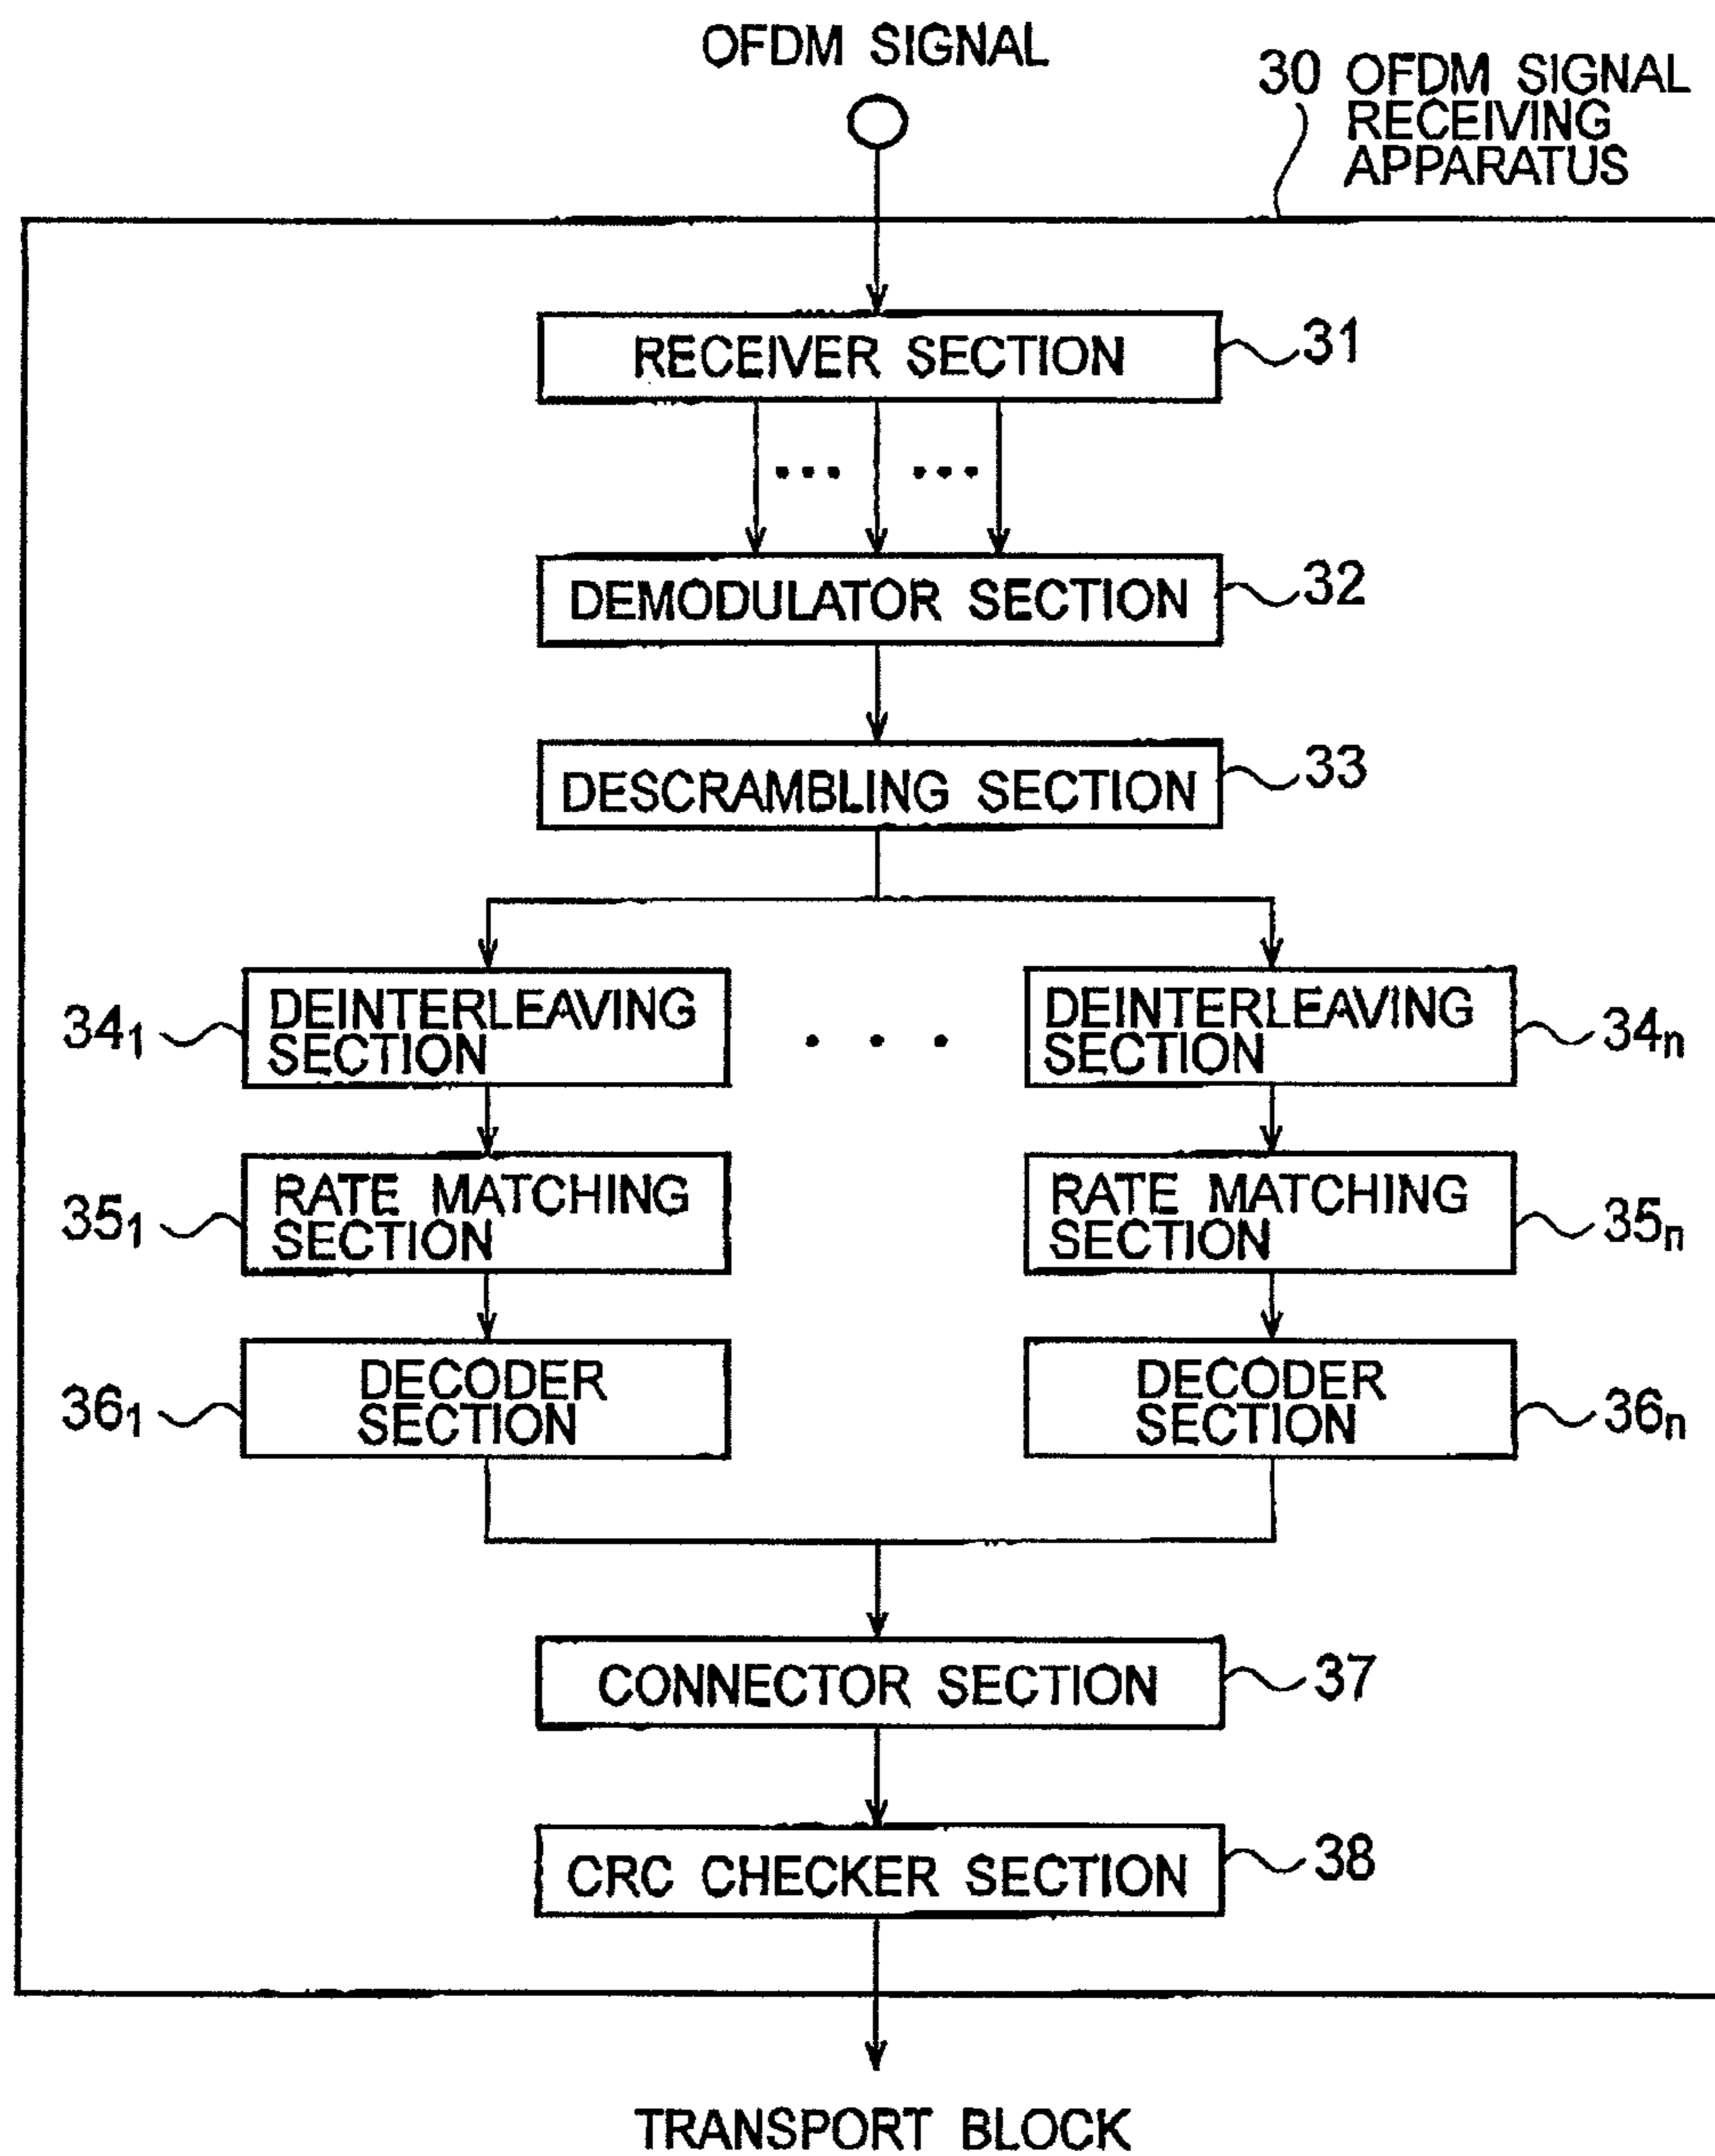 OFDM SIGNAL
30 OFDM SIGNAL
RECEIVING
APPARATUS
RECEIVER SECTION
31
DEMODULATOR SECTION
32
DESCRAMBLING SECTION
33
34₁
DEINTERLEAVING
SECTION
DEINTERLEAVING
SECTION
34ₙ
35₁
RATE MATCHING
SECTION
RATE MATCHING
SECTION
35ₙ
36₁
DECODER
SECTION
DECODER
SECTION
36ₙ
CONNECTOR SECTION
37
CRC CHECKER SECTION
38
TRANSPORT BLOCK